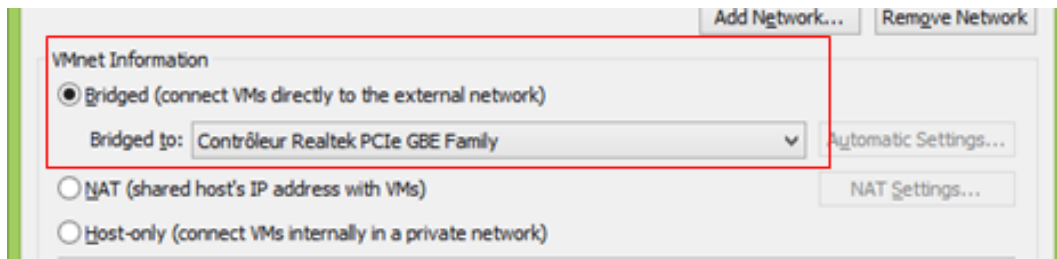 Add Network... Remove Network
VMnet Information
Bridged (connect VMs directly to the external network)
Bridged to: Contrôleur Realtek PCIe GBE Family Automatic Settings...
NAT (shared host's IP address with VMs) NAT Settings...
Host-only (connect VMs internally in a private network)